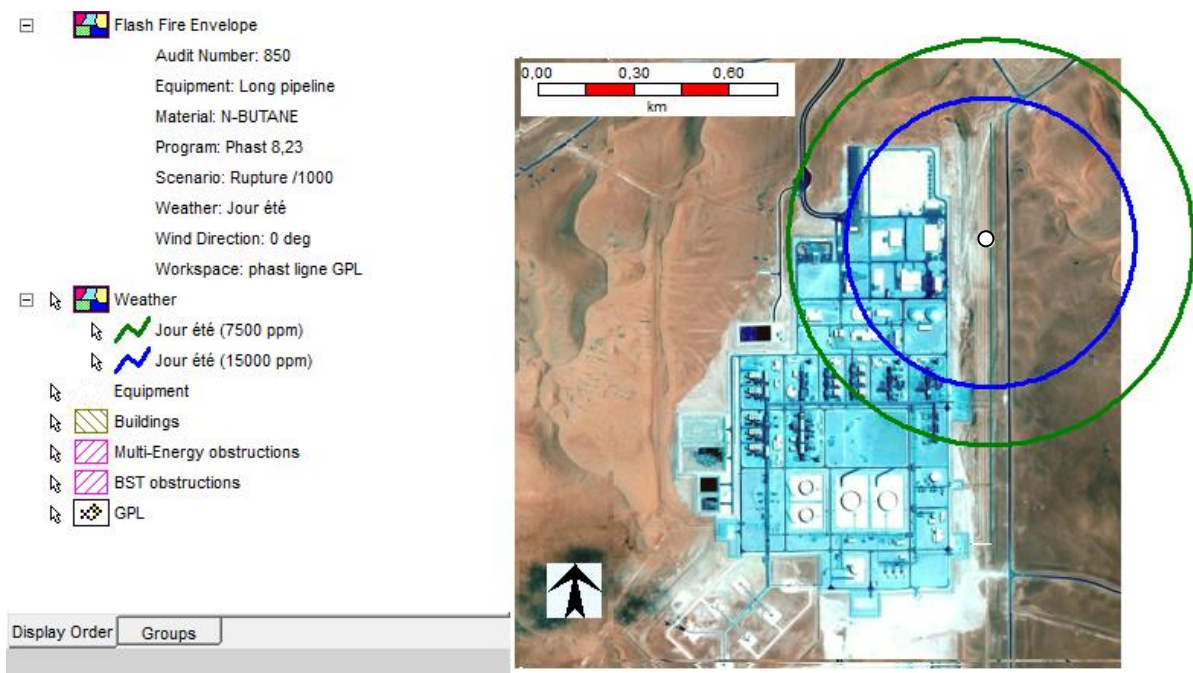 Flash Fire Envelope
Audit Number: 850
Equipment: Long pipeline
Material: N-BUTANE
Program: Phast 8,23
Scenario: Rupture /1000
Weather: Jour été
Wind Direction: 0 deg
Workspace: phast ligne GPL
Weather
Jour été (7500 ppm)
Jour été (15000 ppm)
Equipment
Buildings
Multi-Energy obstructions
BST obstructions
GPL
Display Order Groups
0,00 0,30 0,60
km